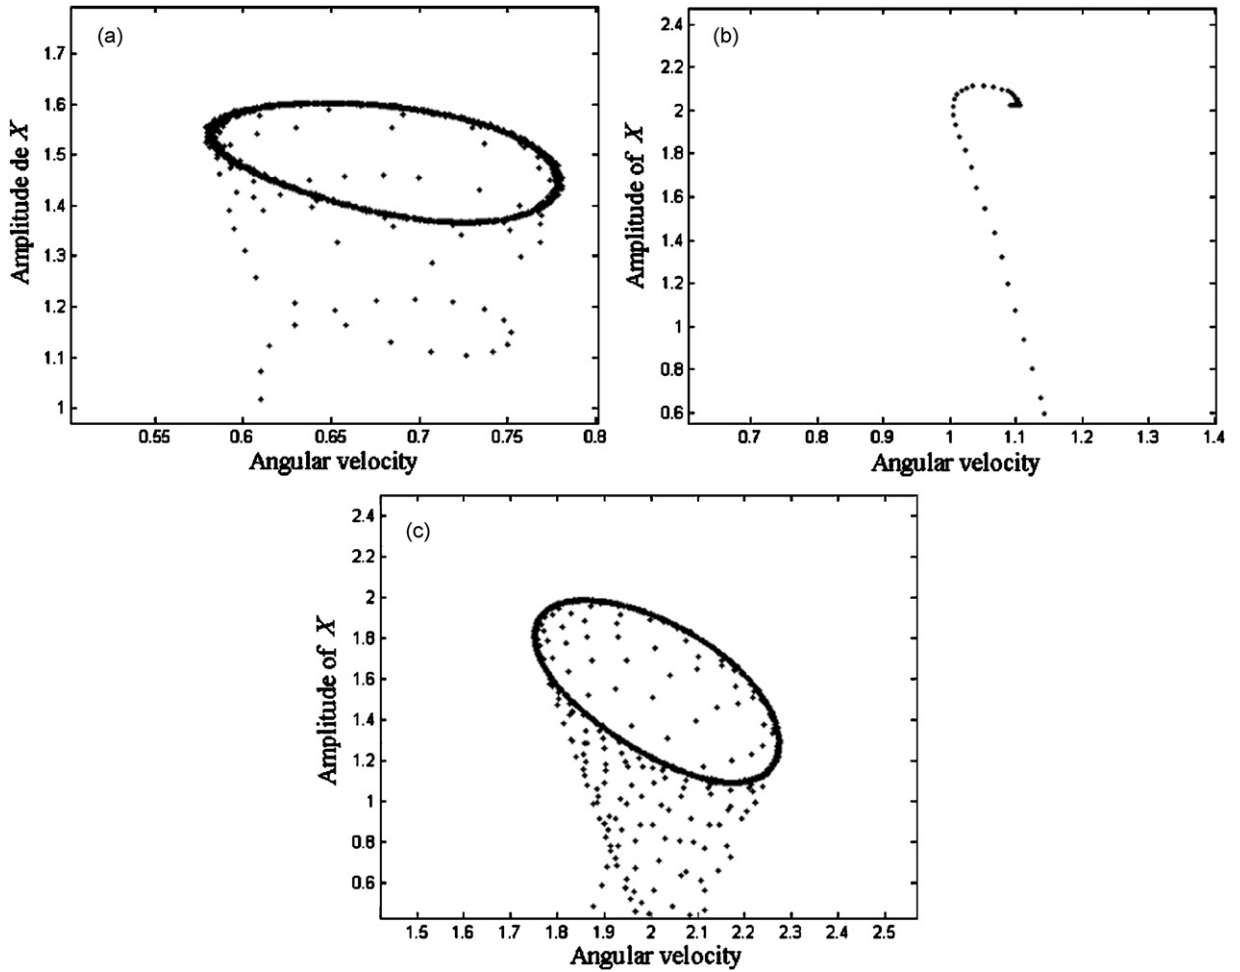 (a)
1.7
1.6
1.5
1.4
1.3
1.2
1.1
1
Amplitude de X
0.55 0.6 0.65 0.7 0.75 0.8
Angular velocity
(b)
2.4
2.2
2
1.8
1.6
1.4
1.2
1
0.8
0.6
Amplitude of X
0.7 0.8 0.9 1 1.1 1.2 1.3 1.4
Angular velocity
(c)
2.4
2.2
2
1.8
1.6
1.4
1.2
1
0.8
0.6
Amplitude of X
1.5 1.6 1.7 1.8 1.9 2 2.1 2.2 2.3 2.4 2.5
Angular velocity